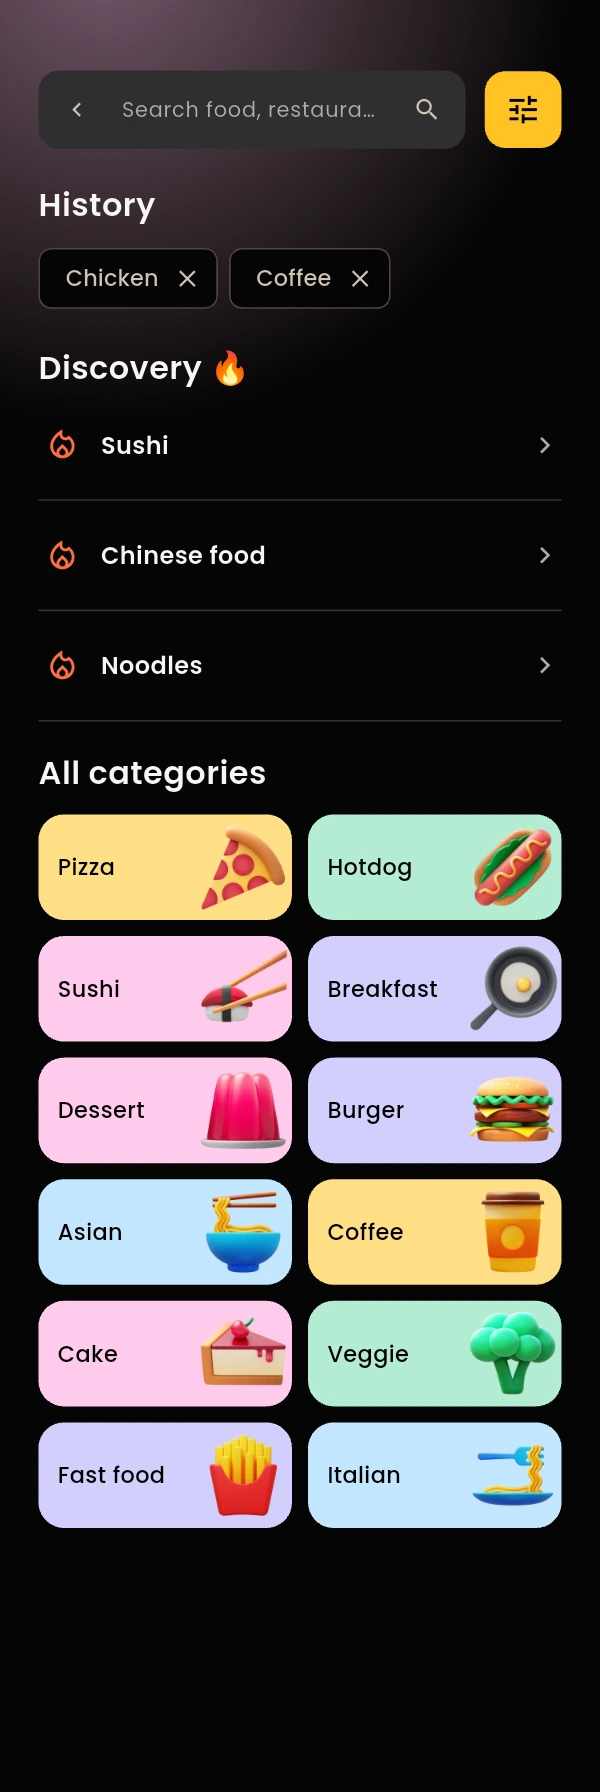 Search food, restaura...
History
Chicken
Coffee
Discovery 🔥
Sushi
Chinese food
Noodles
All categories
Pizza
Hotdog
Sushi
Breakfast
Dessert
Burger
Asian
Coffee
Cake
Veggie
Fast food
Italian